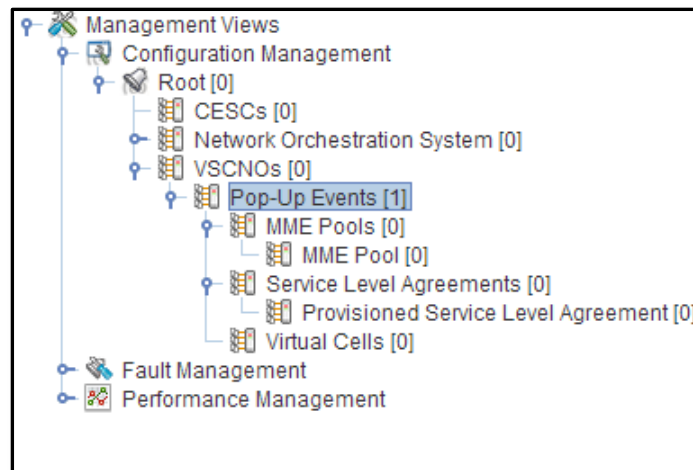 Management Views
Configuration Management
Root [0]
CESCs [0]
Network Orchestration System [0]
VSCNOs [0]
Pop-Up Events [1]
MME Pools [0]
MME Pool [0]
Service Level Agreements [0]
Provisioned Service Level Agreement [0]
Virtual Cells [0]
Fault Management
Performance Management